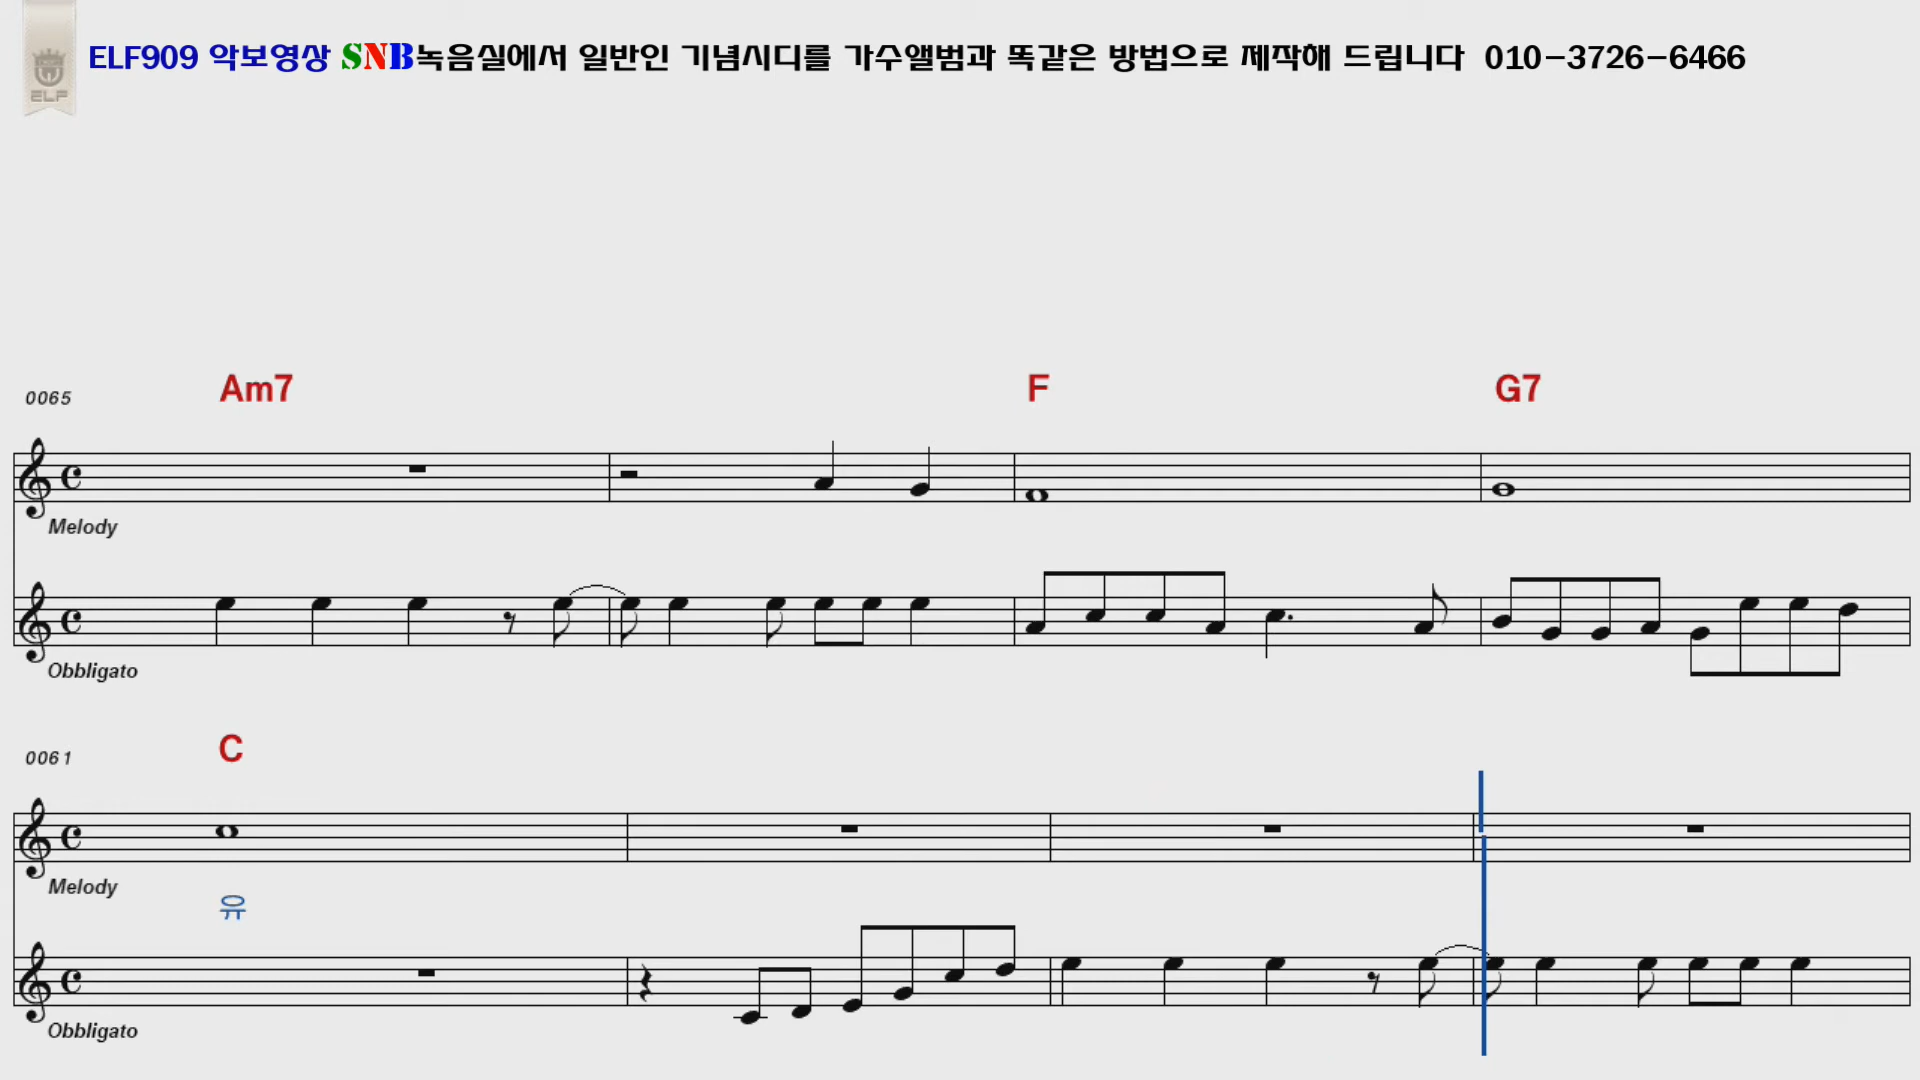 ELF909 악보영상 SNB녹음실에서 일반인 기념시디를 가수앨범과 똑같은 방법으로 제작해 드립니다 010-3726-6466
ELF
0065 Am7 F G7
Melody
Obbligato
0061 C
Melody
유
Obbligato